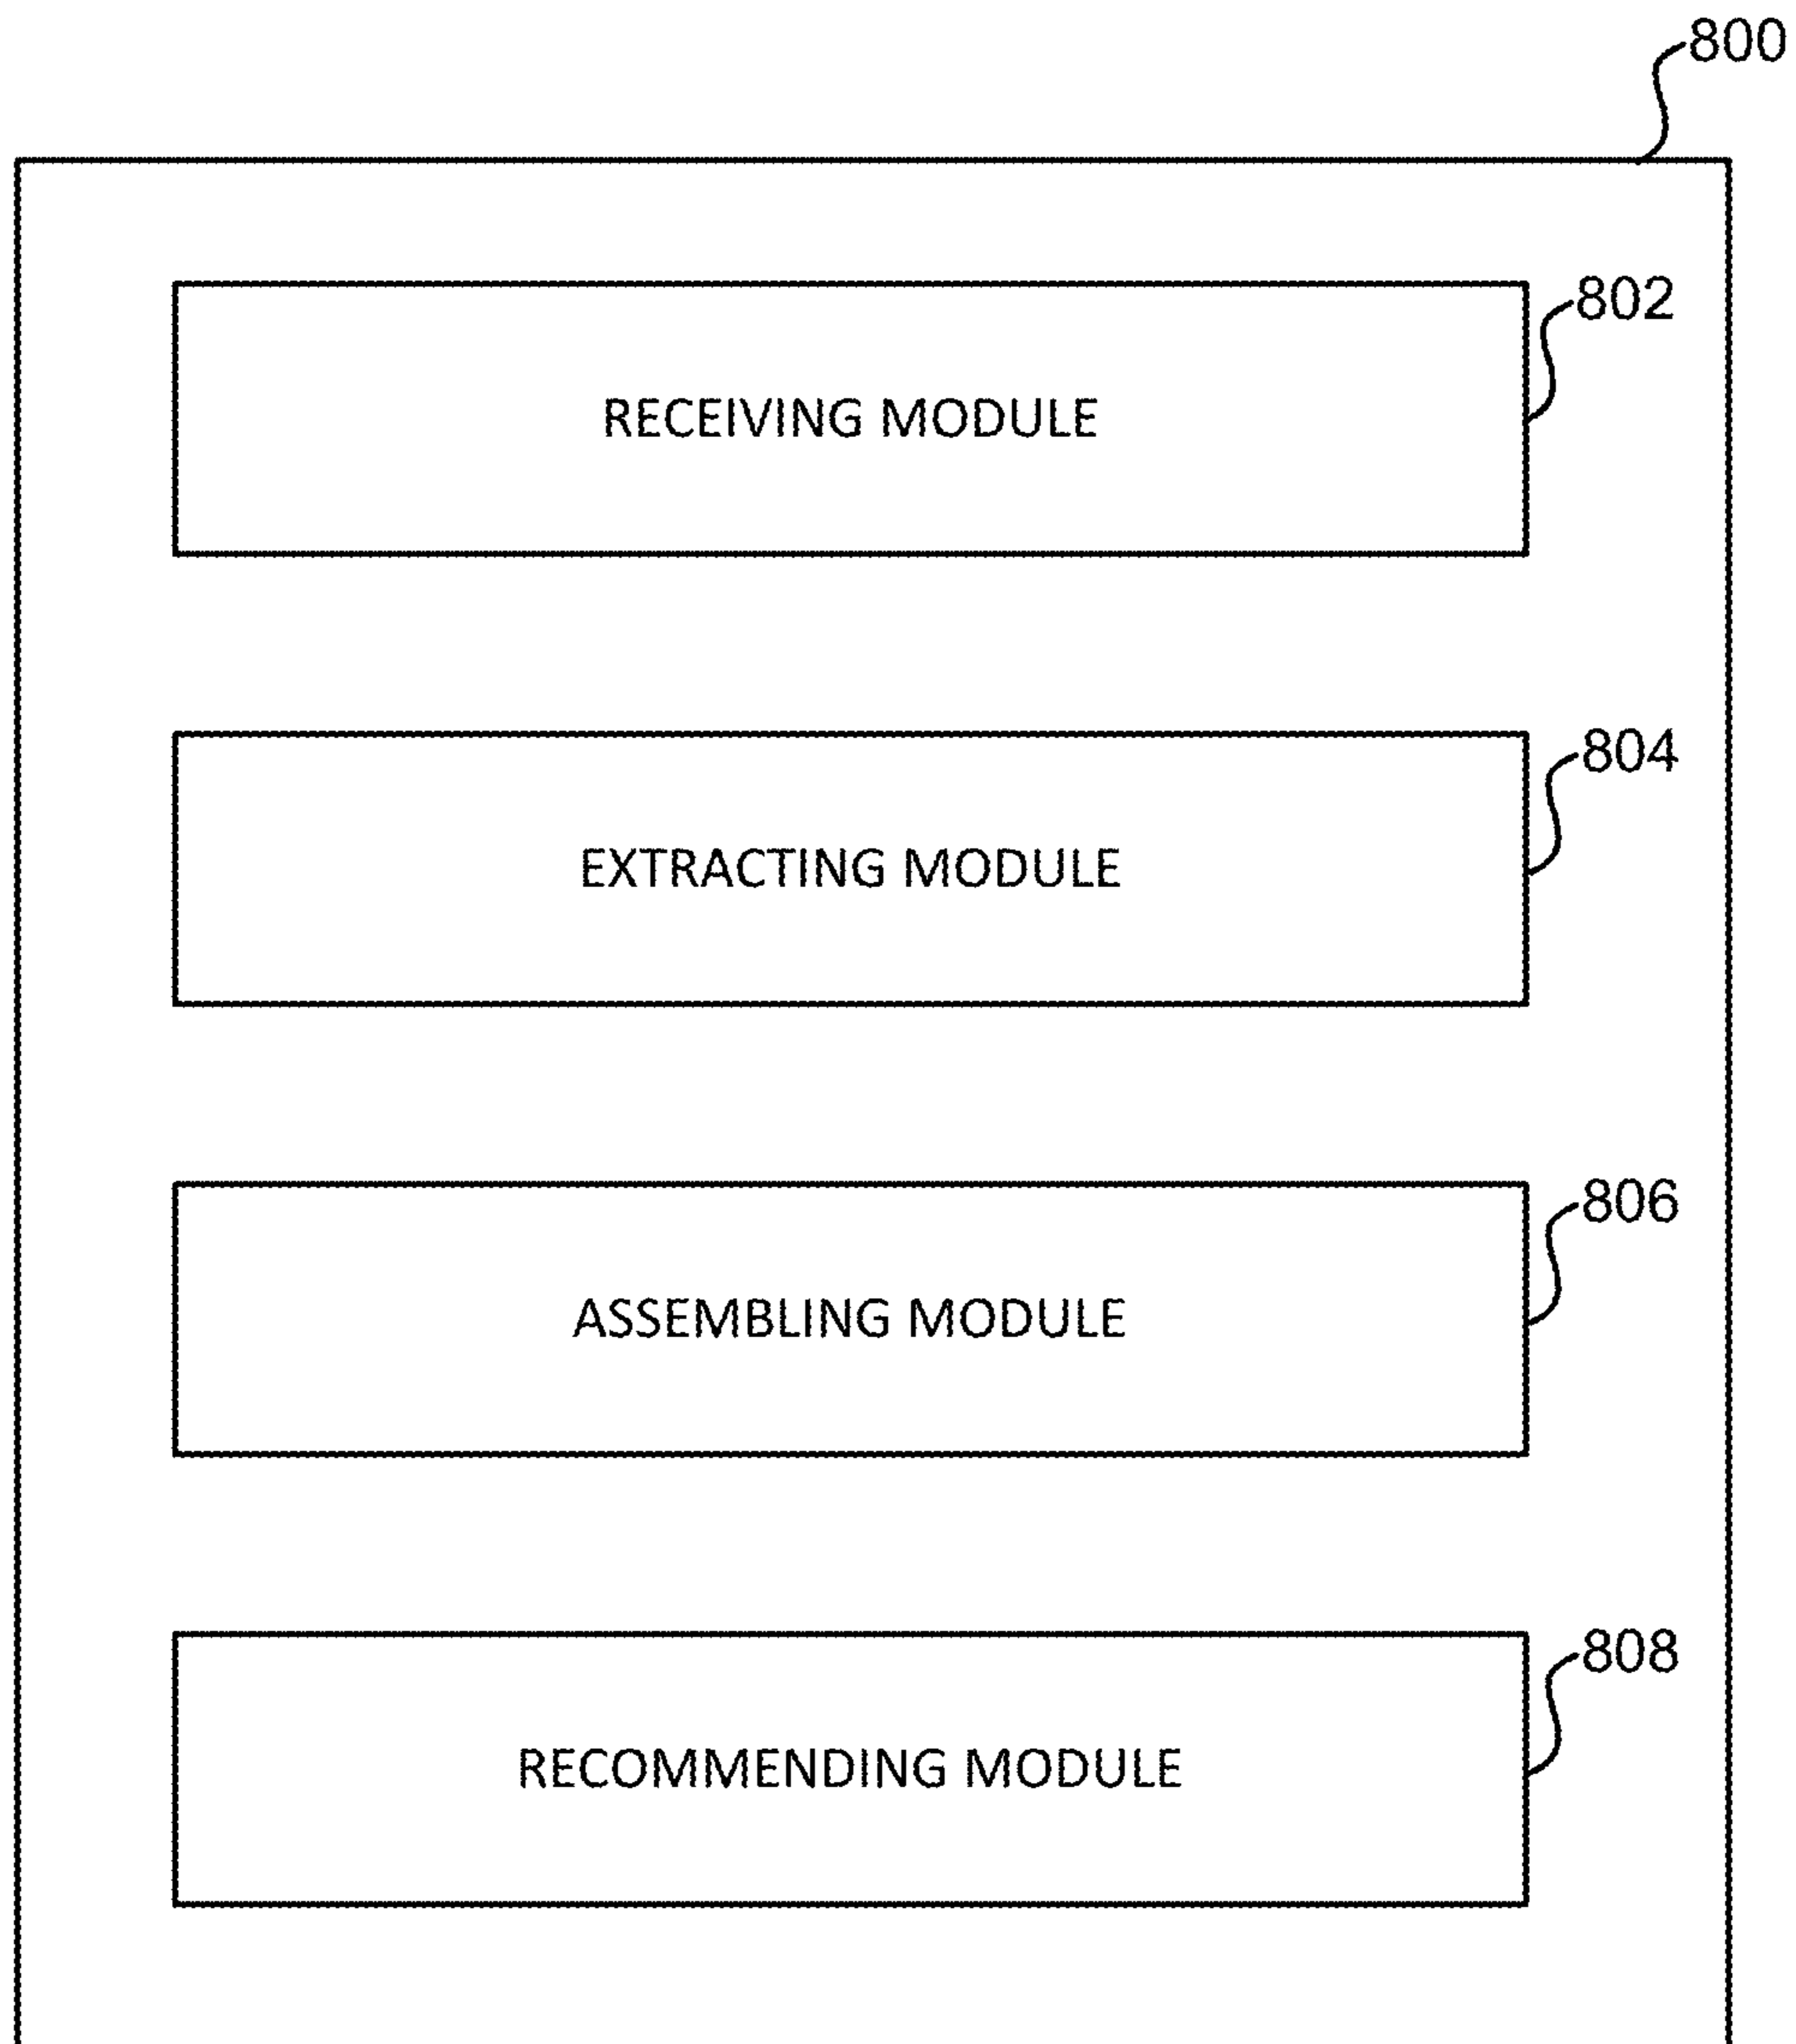 800
802
RECEIVING MODULE
804
EXTRACTING MODULE
806
ASSEMBLING MODULE
808
RECOMMENDING MODULE